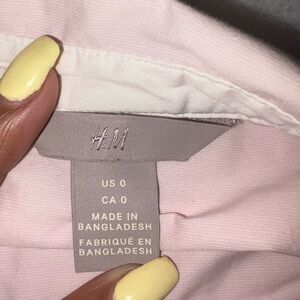 H&M
US 0
CA 0
MADE IN
BANGLADESH
FABRIQUÉ EN
BANGLADESH